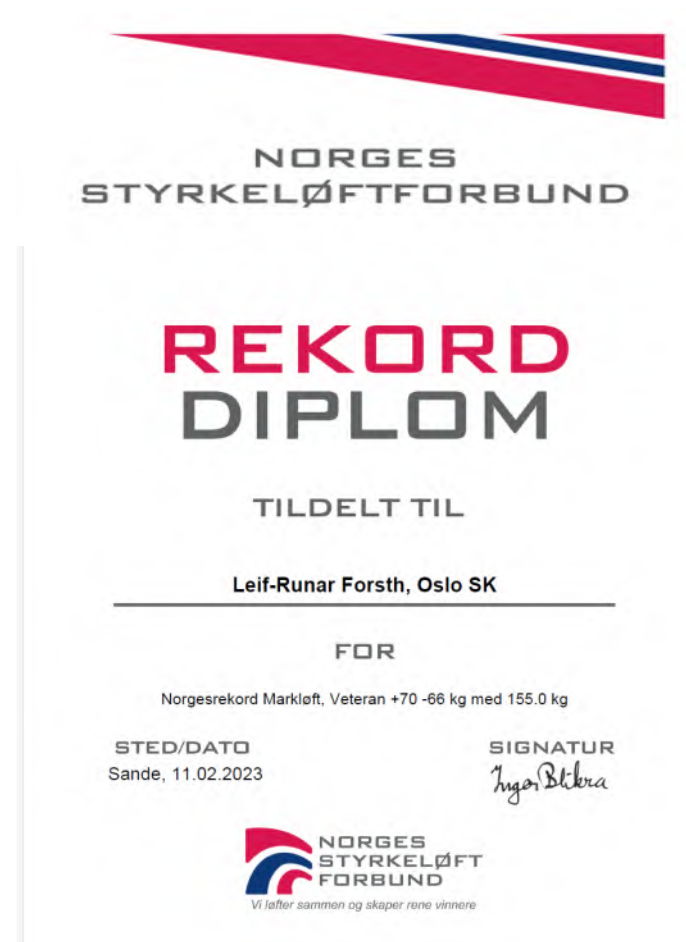 NORGES
STYRKELØFTFORBUND
REKORD
DIPLOM
TILDELT TIL
Leif-Runar Forsth, Oslo SK
FOR
Norgesrekord Markløft, Veteran +70 -66 kg med 155.0 kg
STED/DATO
Sande, 11.02.2023
SIGNATUR
Inger Blikra
NORGES
STYRKELØFT
FORBUND
Vi løfter sammen og skaper rene vinnere